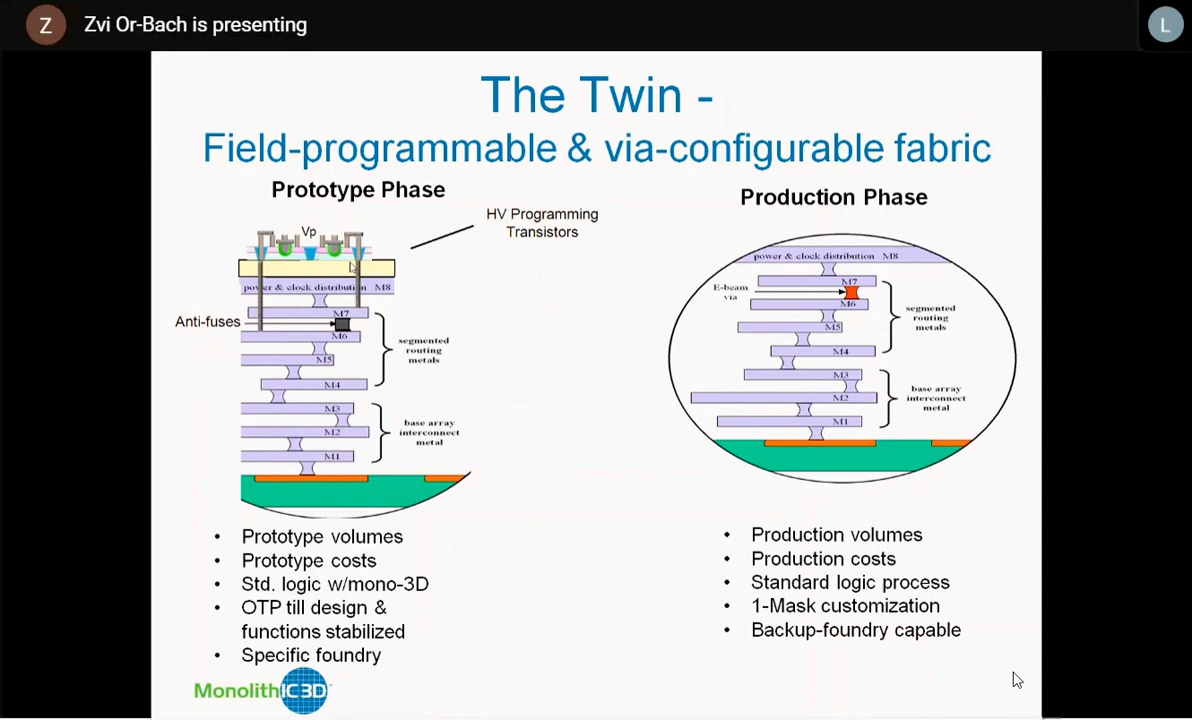 Z
Zvi Or-Bach is presenting
L
The Twin -
Field-programmable & via-configurable fabric
Prototype Phase
HV Programming
Transistors
Vp
power & clock distribution M8
Anti-fuses
M7
M6
M5
M4
segmented
routing
metals
M3
M2
M1
base array
interconnect
metal
• Prototype volumes
• Prototype costs
• Std. logic w/mono-3D
• OTP till design &
functions stabilized
• Specific foundry
Production Phase
power & clock distribution M8
E-beam
via
M7
M6
M5
M4
segmented
routing
metals
M3
M2
M1
base array
interconnect
metal
• Production volumes
• Production costs
• Standard logic process
• 1-Mask customization
• Backup-foundry capable
MonolithIC3D